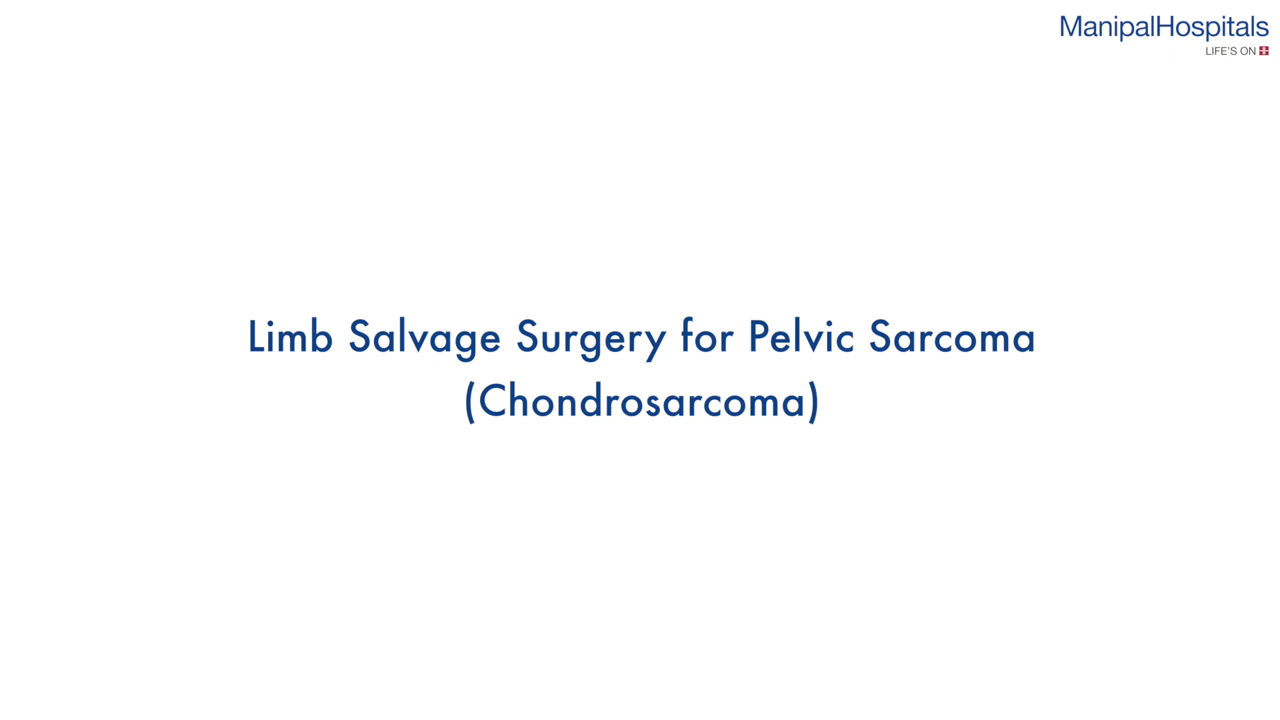 ManipalHospitals
LIFE'S ON
Limb Salvage Surgery for Pelvic Sarcoma
(Chondrosarcoma)